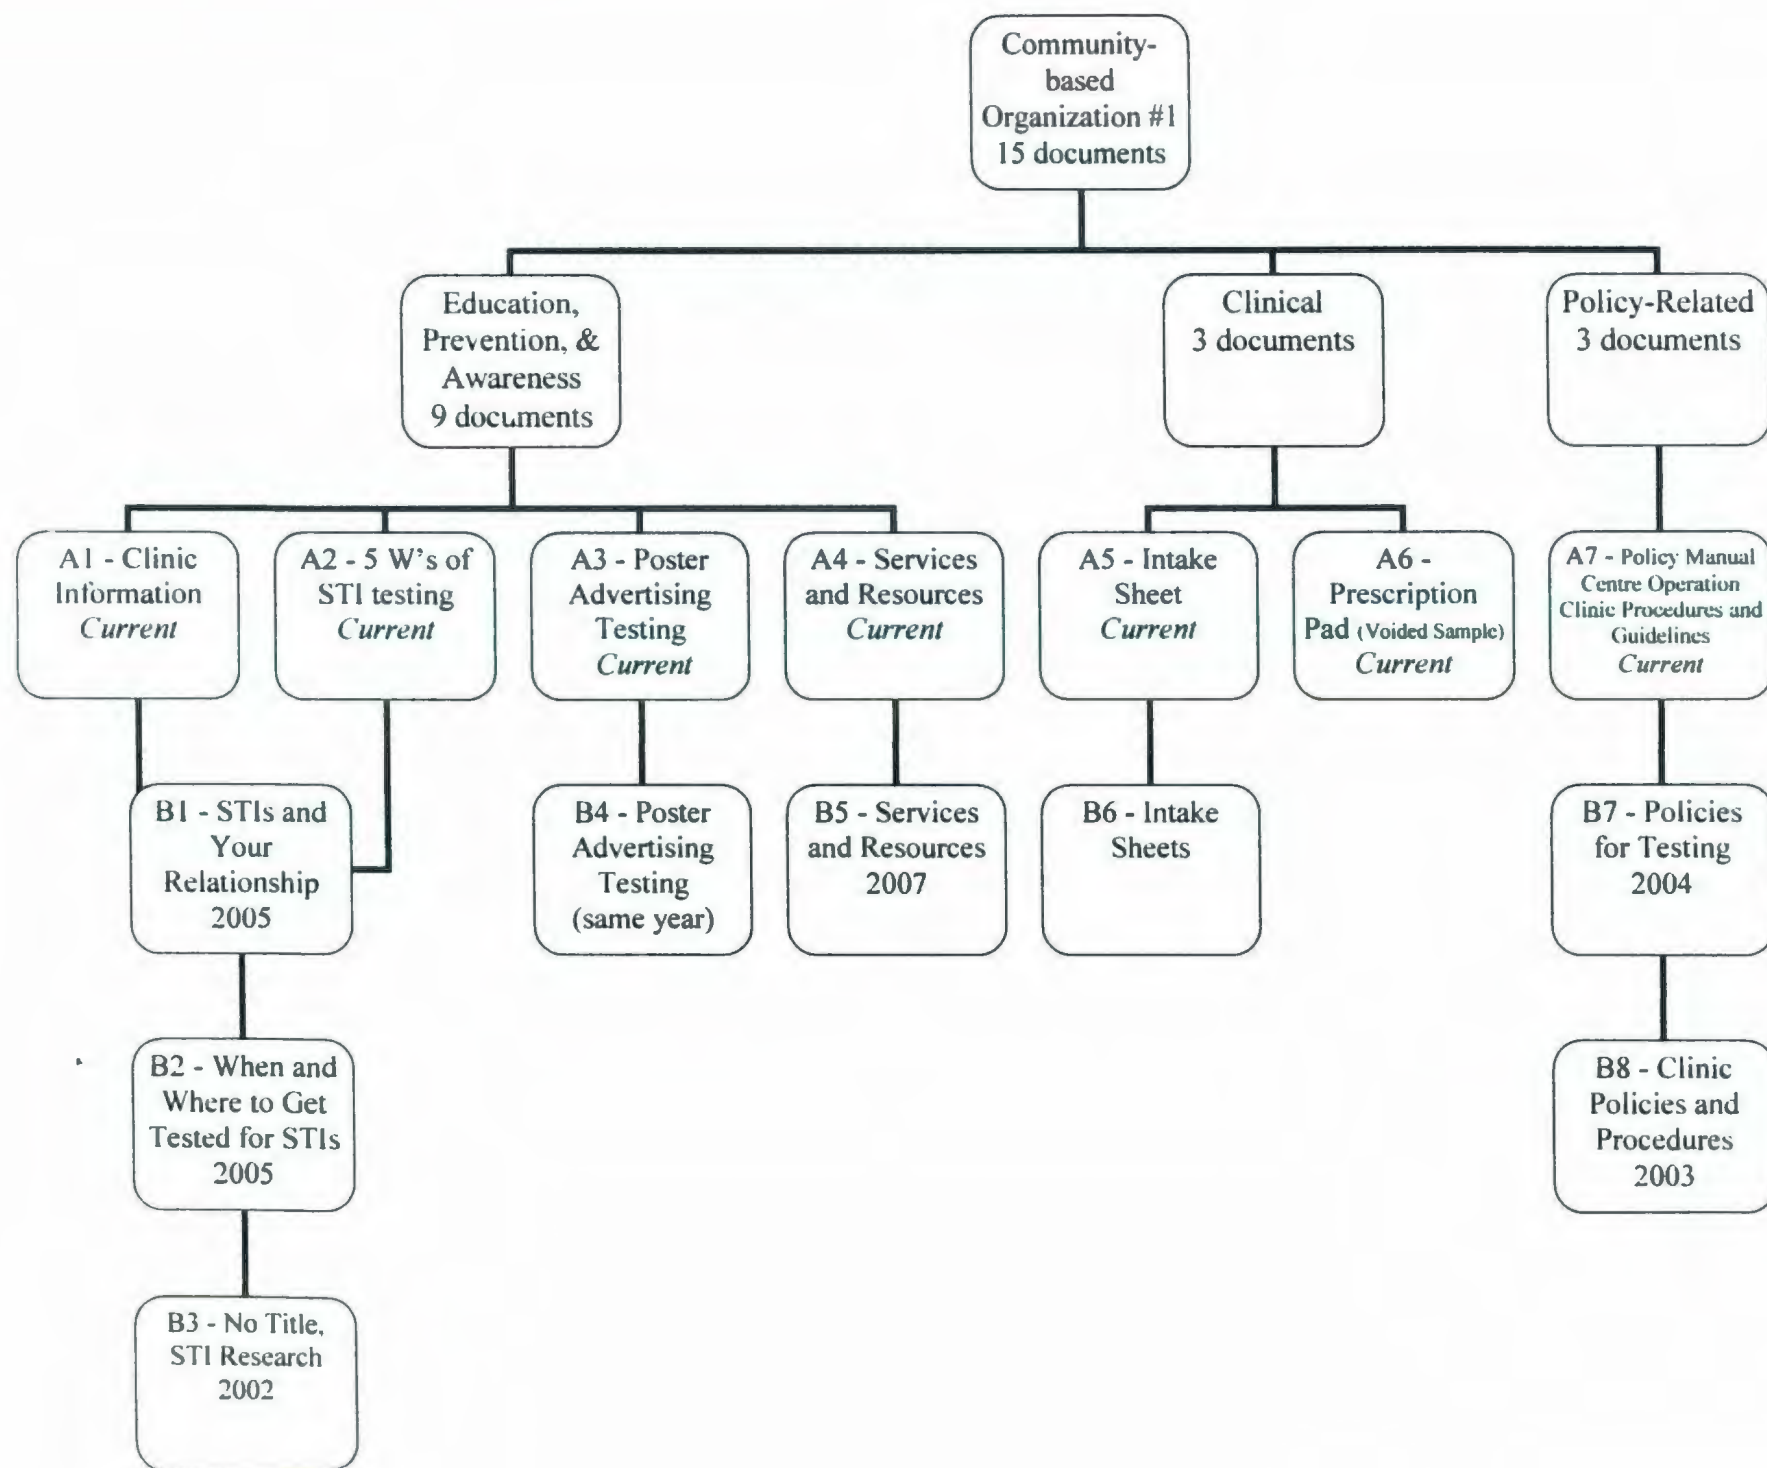 Community-
based
Organization #1
15 documents
Education,
Prevention, &
Awareness
9 documents
Clinical
3 documents
Policy-Related
3 documents
A1 - Clinic
Information
Current
A2 - 5 W's of
STI testing
Current
A3 - Poster
Advertising
Testing
Current
A4 - Services
and Resources
Current
A5 - Intake
Sheet
Current
A6 -
Prescription
Pad (Voided Sample)
Current
A7 - Policy Manual
Centre Operation
Clinic Procedures and
Guidelines
Current
B1 - STIs and
Your
Relationship
2005
B4 - Poster
Advertising
Testing
(same year)
B5 - Services
and Resources
2007
B6 - Intake
Sheets
B7 - Policies
for Testing
2004
B2 - When and
Where to Get
Tested for STIs
2005
B8 - Clinic
Policies and
Procedures
2003
B3 - No Title,
STI Research
2002